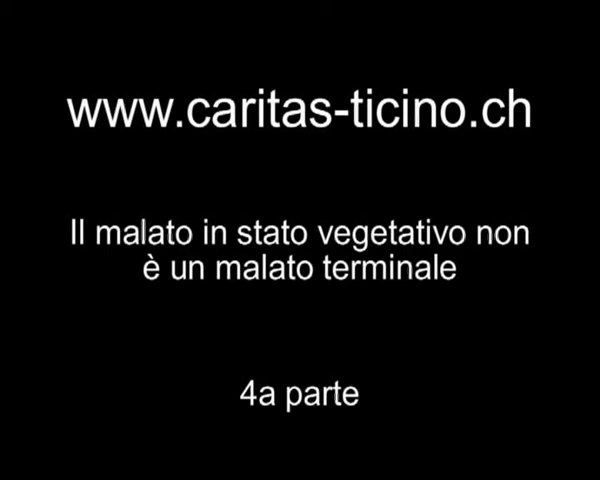 www.caritas-ticino.ch
Il malato in stato vegetativo non
è un malato terminale
4a parte